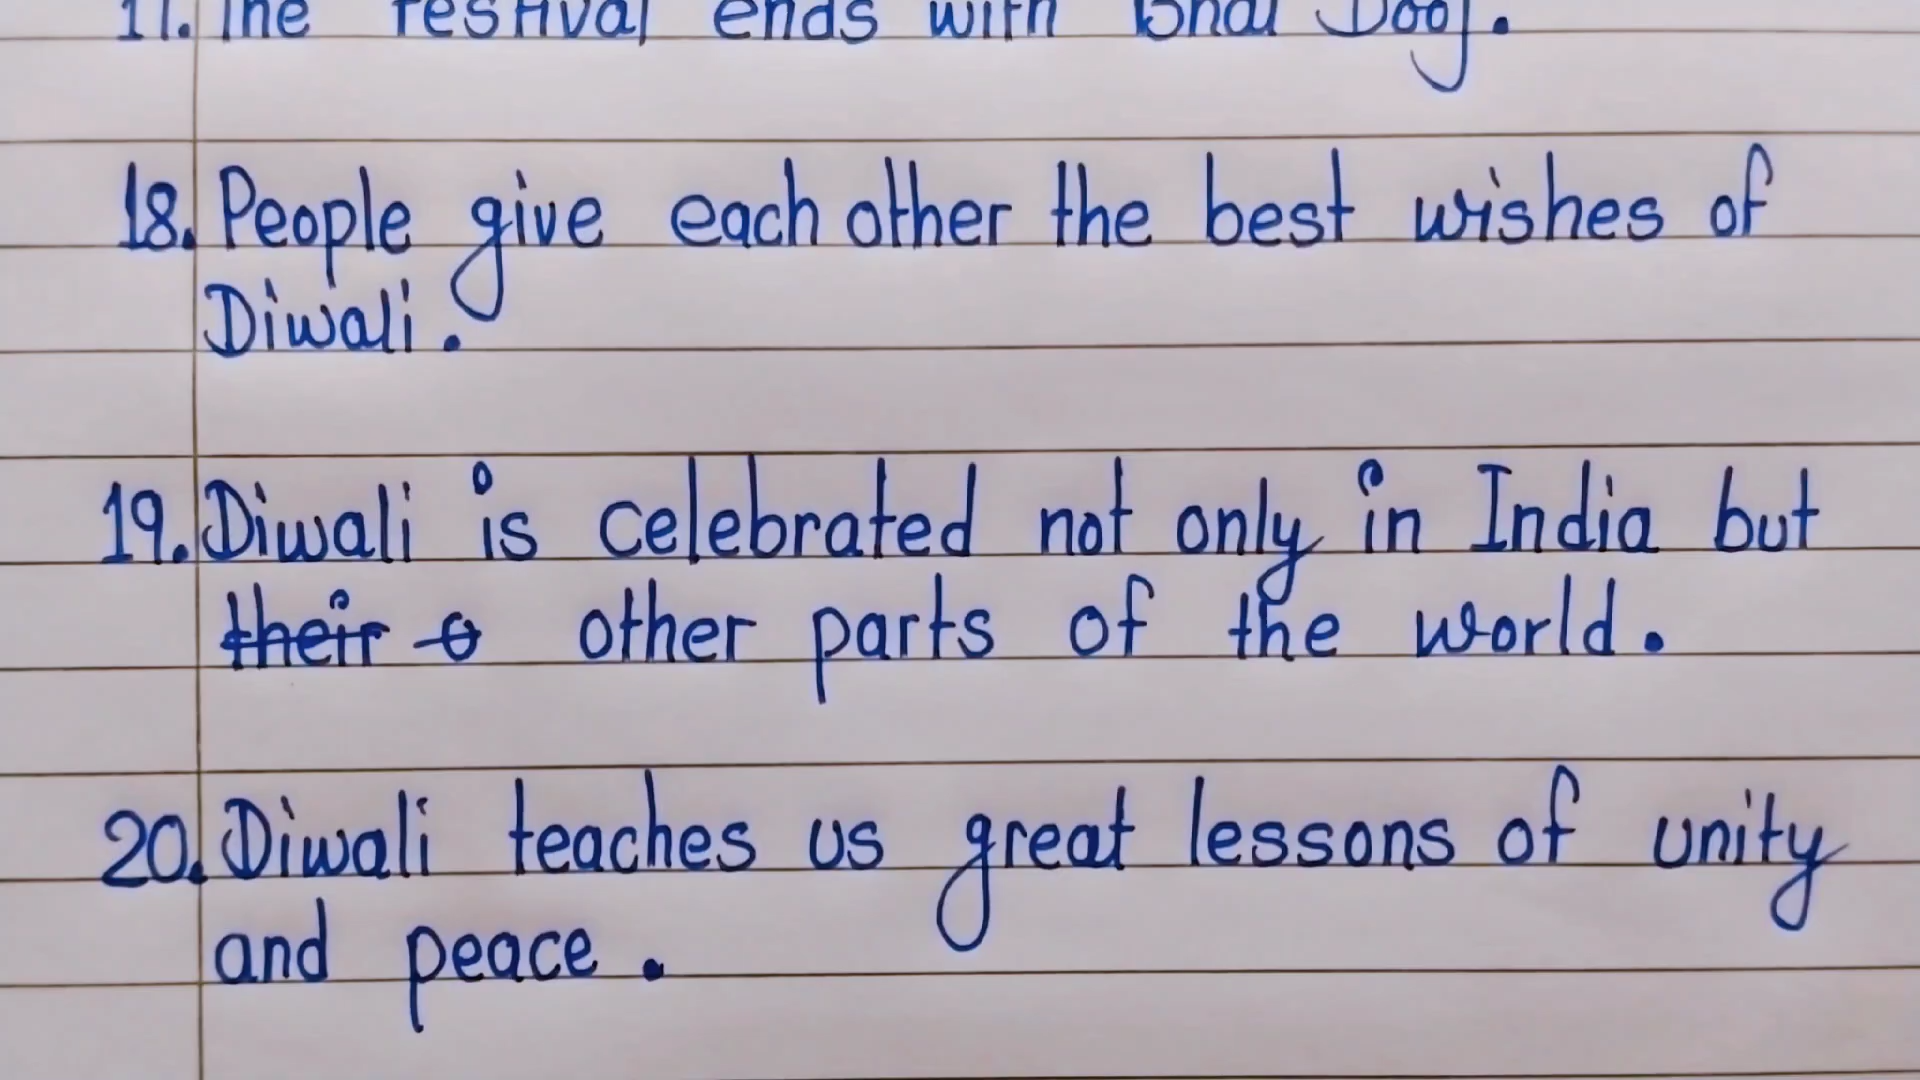 17. The festival ends with Bhai Dooj.
18. People give each other the best wishes of
Diwali.
19. Diwali is celebrated not only in India but
~~their o~~ other parts of the world.
20. Diwali teaches us great lessons of unity
and peace.